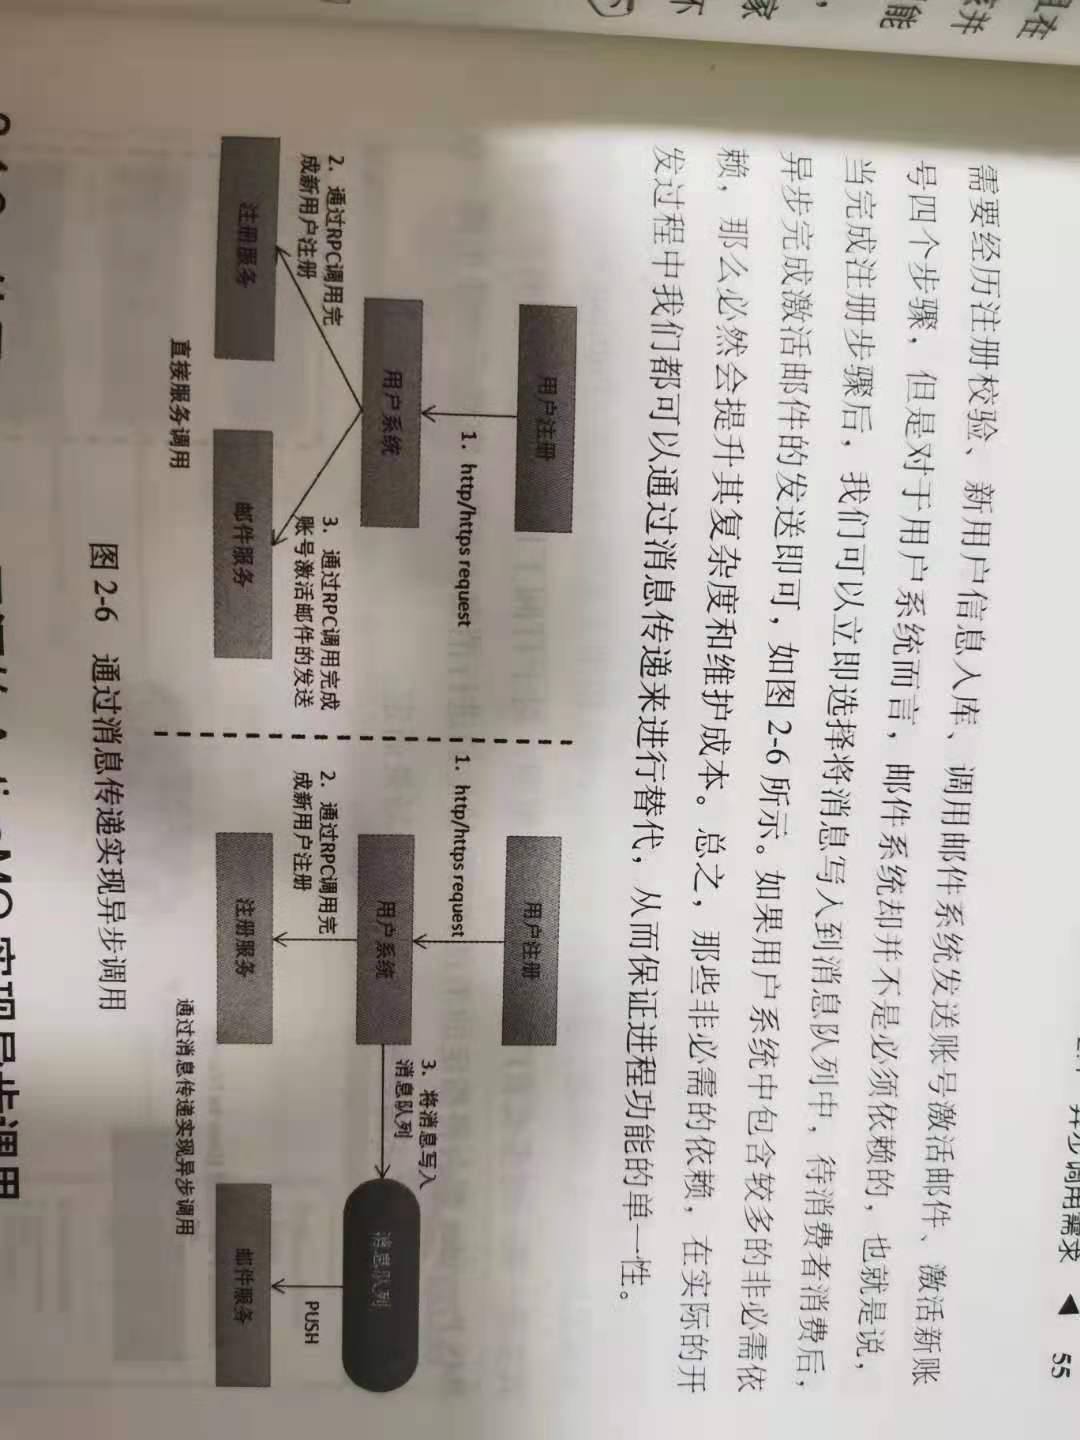 异步调用需求 ◀ 55
且在
并
能
，
家
不
需要经历注册校验、新用户信息入库、调用邮件系统发送账号激活邮件、激活新账
号四个步骤，但是对于用户系统而言，邮件系统却并不是必须依赖的，也就是说，
当完成注册步骤后，我们可以立即选择将消息写入到消息队列中，待消费者消费后，
异步完成激活邮件的发送即可，如图 2-6 所示。如果用户系统中包含较多的非必需依
赖，那么必然会提升其复杂度和维护成本。总之，那些非必需的依赖，在实际的开
发过程中我们都可以通过消息传递来进行替代，从而保证进程功能的单一性。
用户注册
1. http/https request
用户系统
2. 通过RPC调用完
成新用户注册
3. 通过RPC调用完成
账号激活邮件的发送
注册服务
邮件服务
直接服务调用
用户注册
1. http/https request
用户系统
3. 将消息写入
消息队列
消息队列
2. 通过RPC调用完
成新用户注册
PUSH
注册服务
邮件服务
通过消息传递实现异步调用
图 2-6 通过消息传递实现异步调用
ActiveMQ 实现异步调用